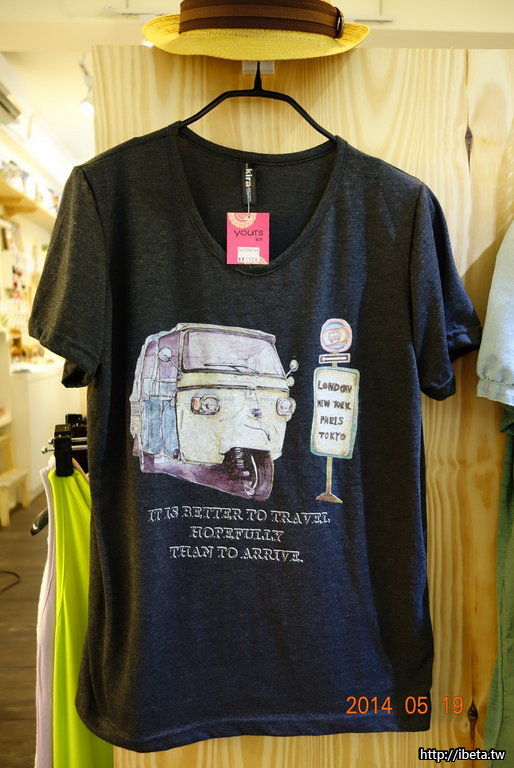 kira
yours
LONDON
NEW YORK
PARIS
TOKYO
IT IS BETTER TO TRAVEL
HOPEFULLY
THAN TO ARRIVE.
2014 05 19
http://ibeta.tw